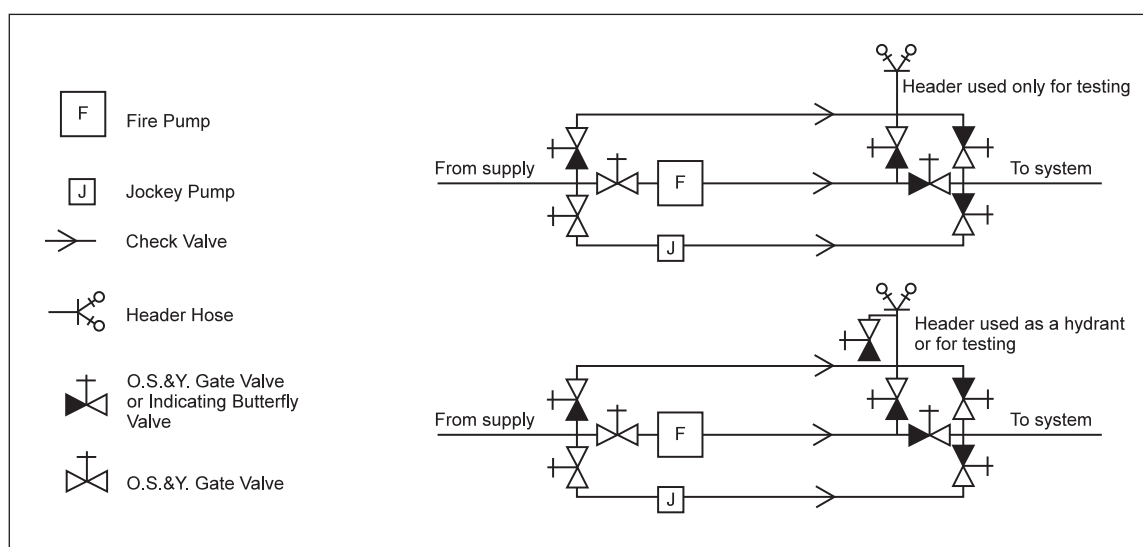 F
Fire Pump
J
Jockey Pump
Check Valve
Header Hose
O.S.&Y. Gate Valve
or Indicating Butterfly
Valve
O.S.&Y. Gate Valve
Header used only for testing
From supply
F
To system
J
Header used as a hydrant
or for testing
From supply
F
To system
J